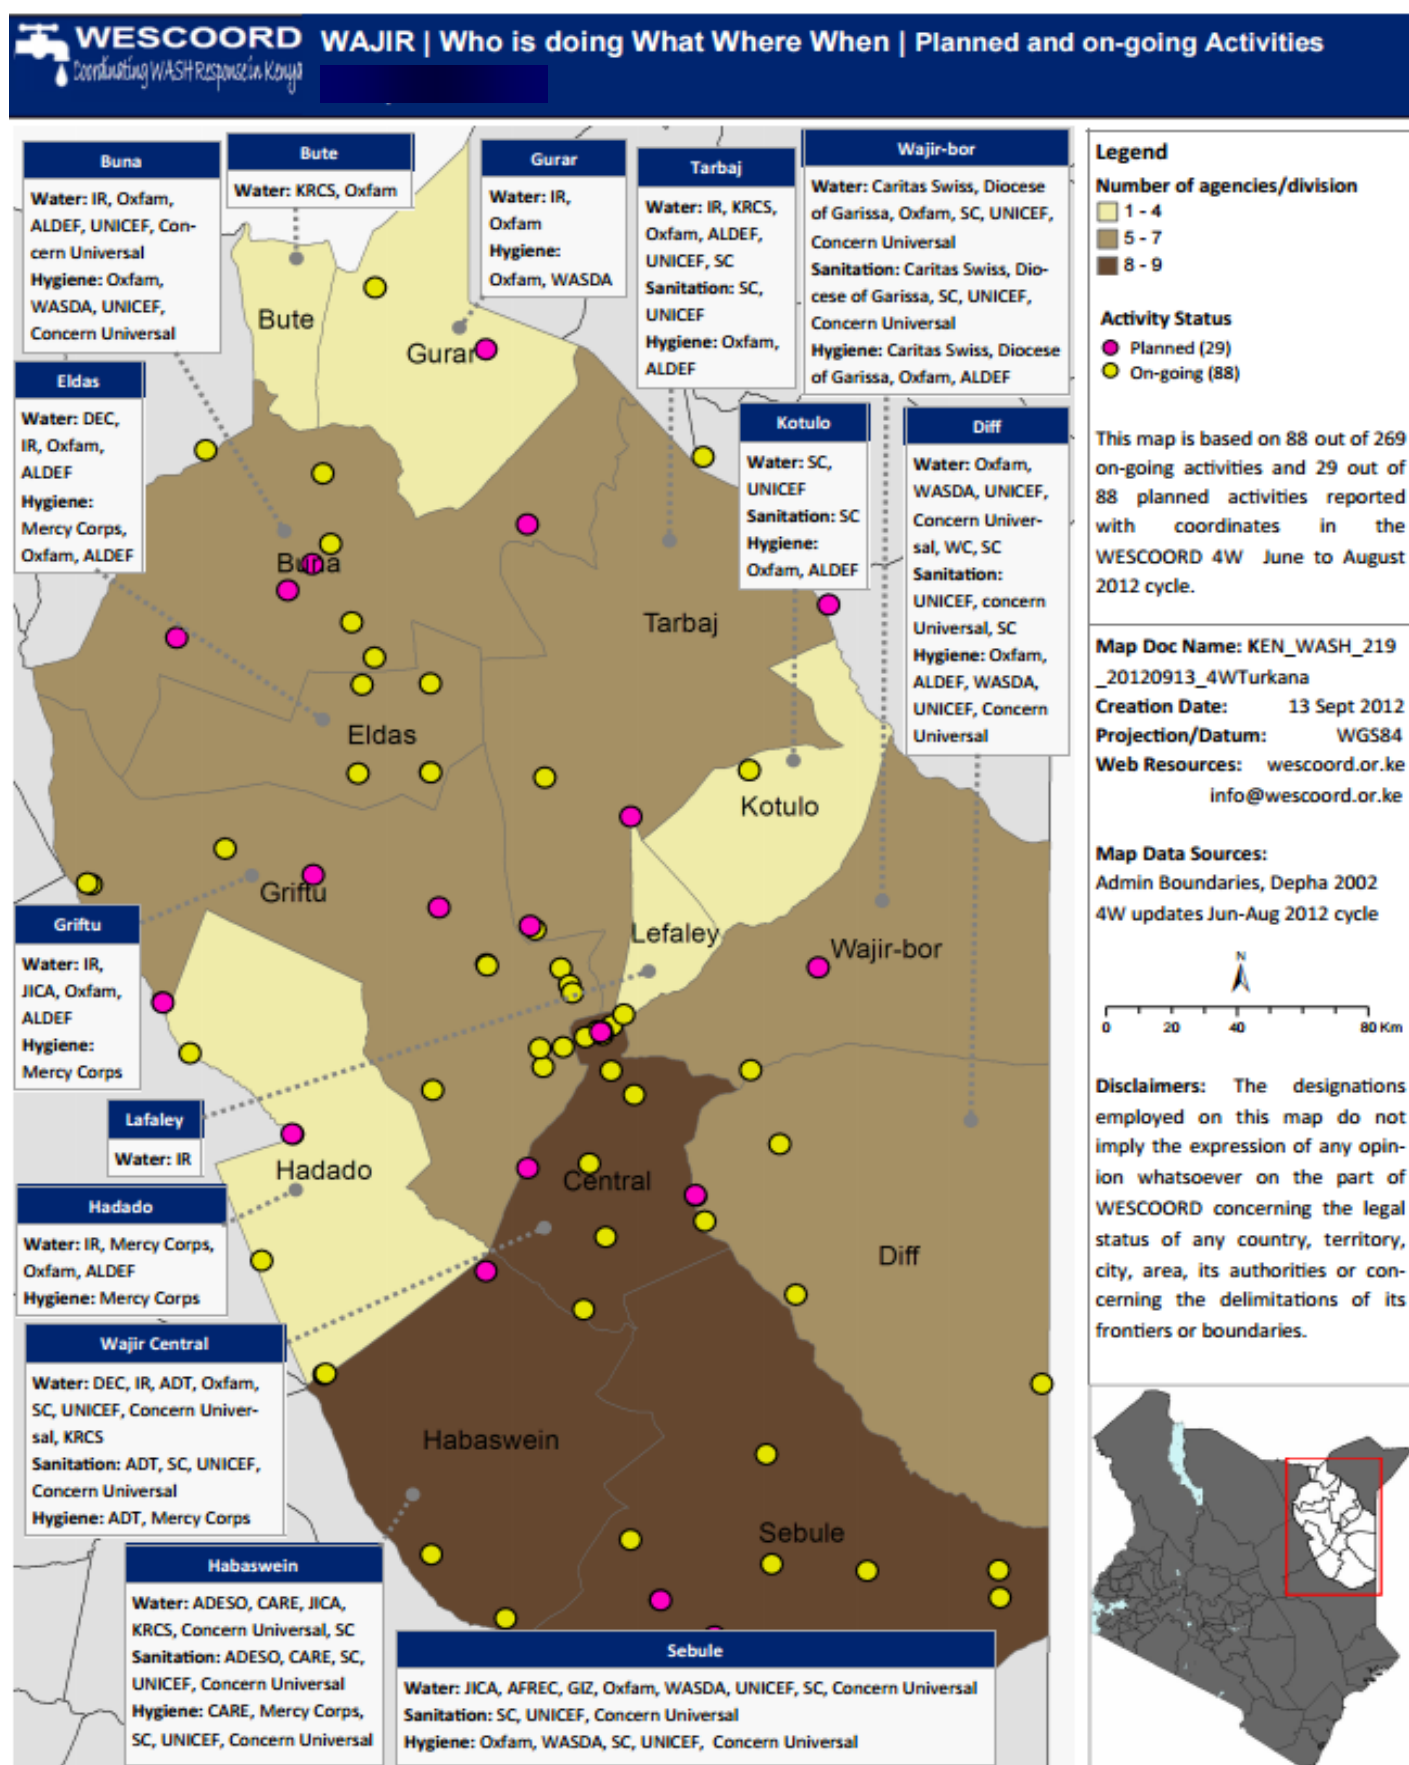 WESCOORD
Coordinating WASH Response in Kenya
WAJIR | Who is doing What Where When | Planned and on-going Activities
Buna
Water: IR, Oxfam,
ALDEF, UNICEF, Con-
cern Universal
Hygiene: Oxfam,
WASDA, UNICEF,
Concern Universal
Bute
Water: KRCS, Oxfam
Gurar
Water: IR,
Oxfam
Hygiene:
Oxfam, WASDA
Tarbaj
Water: IR, KRCS,
Oxfam, ALDEF,
UNICEF, SC
Sanitation: SC,
UNICEF
Hygiene: Oxfam,
ALDEF
Wajir-bor
Water: Caritas Swiss, Diocese
of Garissa, Oxfam, SC, UNICEF,
Concern Universal
Sanitation: Caritas Swiss, Dio-
cese of Garissa, SC, UNICEF,
Concern Universal
Hygiene: Caritas Swiss, Diocese
of Garissa, Oxfam, ALDEF
Eldas
Water: DEC,
IR, Oxfam,
ALDEF
Hygiene:
Mercy Corps,
Oxfam, ALDEF
Kotulo
Water: SC,
UNICEF
Sanitation: SC
Hygiene:
Oxfam, ALDEF
Diff
Water: Oxfam,
WASDA, UNICEF,
Concern Univer-
sal, WC, SC
Sanitation:
UNICEF, concern
Universal, SC
Hygiene: Oxfam,
ALDEF, WASDA,
UNICEF, Concern
Universal
Bute
Gurar
Buna
Tarbaj
Eldas
Kotulo
Griftu
Lefaley
Wajir-bor
Hadado
Central
Diff
Habaswein
Sebule
Griftu
Water: IR,
JICA, Oxfam,
ALDEF
Hygiene:
Mercy Corps
Lafaley
Water: IR
Hadado
Water: IR, Mercy Corps,
Oxfam, ALDEF
Hygiene: Mercy Corps
Wajir Central
Water: DEC, IR, ADT, Oxfam,
SC, UNICEF, Concern Univer-
sal, KRCS
Sanitation: ADT, SC, UNICEF,
Concern Universal
Hygiene: ADT, Mercy Corps
Habaswein
Water: ADESO, CARE, JICA,
KRCS, Concern Universal, SC
Sanitation: ADESO, CARE, SC,
UNICEF, Concern Universal
Hygiene: CARE, Mercy Corps,
SC, UNICEF, Concern Universal
Sebule
Water: JICA, AFREC, GIZ, Oxfam, WASDA, UNICEF, SC, Concern Universal
Sanitation: SC, UNICEF, Concern Universal
Hygiene: Oxfam, WASDA, SC, UNICEF, Concern Universal
Legend
Number of agencies/division
1 - 4
5 - 7
8 - 9
Activity Status
Planned (29)
On-going (88)
This map is based on 88 out of 269
on-going activities and 29 out of
88 planned activities reported
with coordinates in the
WESCOORD 4W June to August
2012 cycle.
Map Doc Name: KEN_WASH_219
_20120913_4WTurkana
Creation Date: 13 Sept 2012
Projection/Datum: WGS84
Web Resources: wescoord.or.ke
info@wescoord.or.ke
Map Data Sources:
Admin Boundaries, Depha 2002
4W updates Jun-Aug 2012 cycle
N
0 20 40 80 Km
Disclaimers: The designations
employed on this map do not
imply the expression of any opin-
ion whatsoever on the part of
WESCOORD concerning the legal
status of any country, territory,
city, area, its authorities or con-
cerning the delimitations of its
frontiers or boundaries.